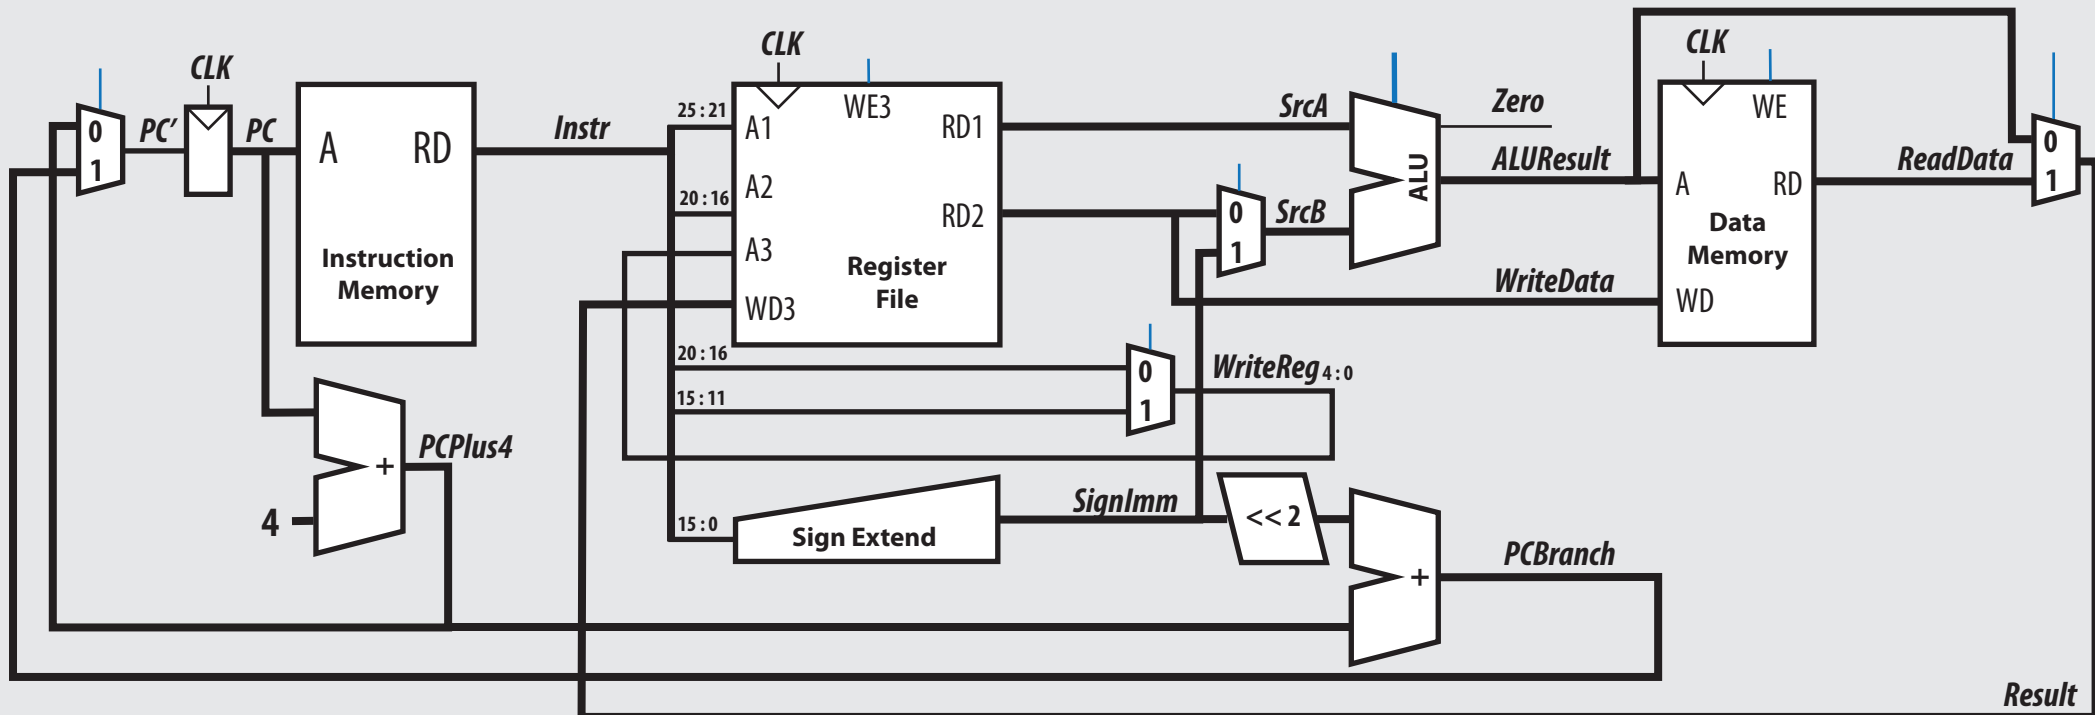 CLK
0
1
PC'
PC
A
RD
Instruction
Memory
Instr
4
+
PCPlus4
25:21
20:16
20:16
15:11
15:0
CLK
WE3
A1
A2
A3
WD3
RD1
RD2
Register
File
0
1
WriteReg 4:0
Sign Extend
SignImm
<< 2
SrcA
0
1
SrcB
ALU
Zero
ALUResult
WriteData
+
PCBranch
CLK
WE
A
RD
Data
Memory
WD
ReadData
0
1
Result